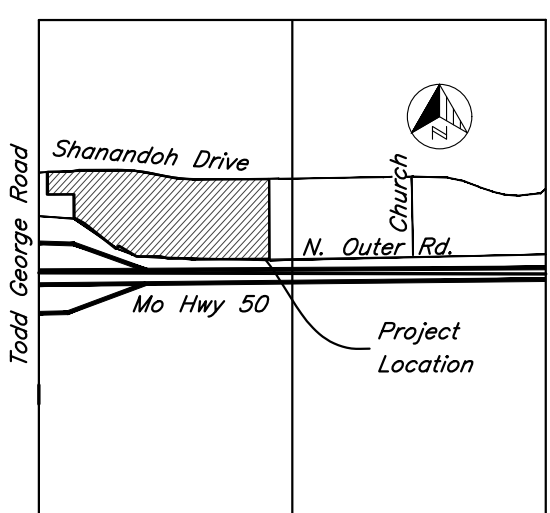 Shanandoh Drive
Todd George Road
Church
N
N. Outer Rd.
Mo Hwy 50
Project
Location